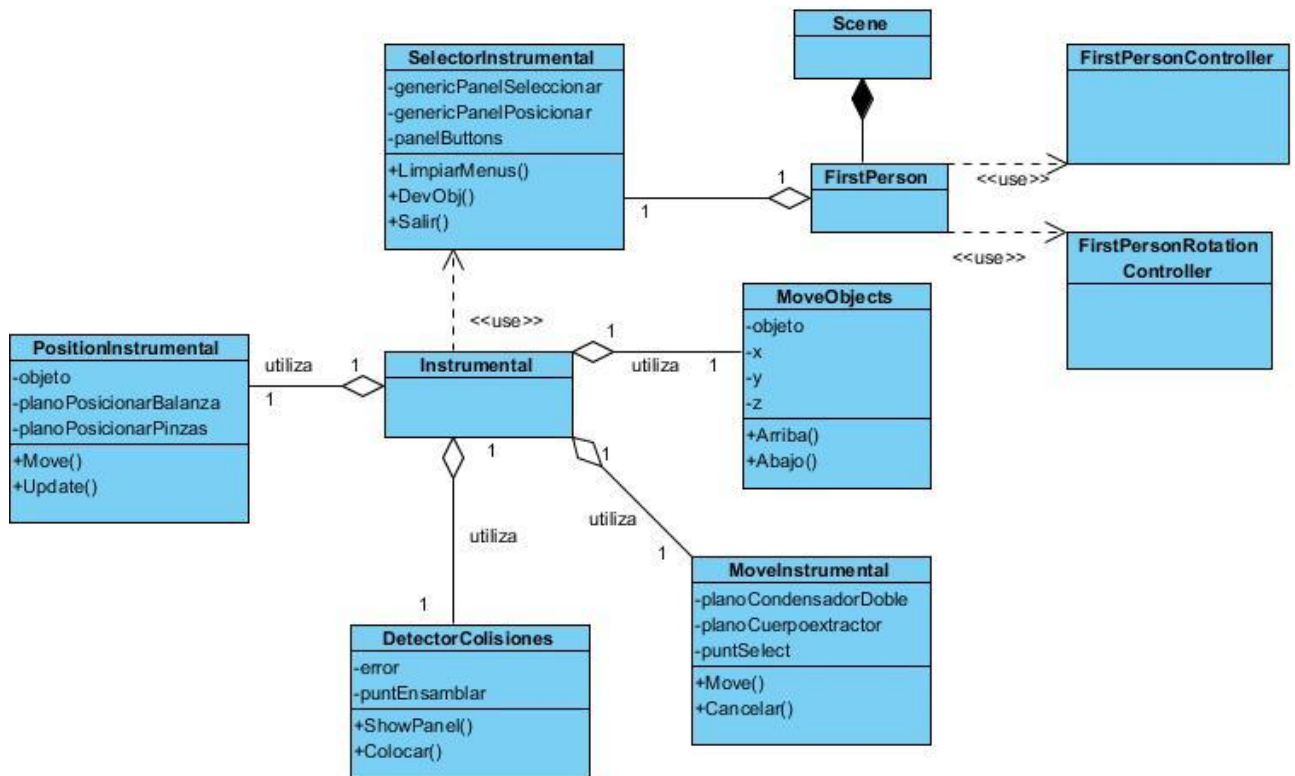 Scene
SelectorInstrumental
-genericPanelSeleccionar
-genericPanelPosicionar
-panelButtons
+LimpiarMenus()
+DevObj()
+Salir()
FirstPersonController
FirstPerson
1
1
<<use>>
<<use>>
FirstPersonRotation
Controller
<<use>>
MoveObjects
-objeto
-x
-y
-z
+Arriba()
+Abajo()
1
utiliza
1
PositionInstrumental
-objeto
-planoPosicionarBalanza
-planoPosicionarPinzas
+Move()
+Update()
utiliza
1
1
Instrumental
1
utiliza
1
1
utiliza
1
MoveInstrumental
-planoCondensadorDoble
-planoCuerpoextractor
-puntSelect
+Move()
+Cancelar()
DetectorColisiones
-error
-puntEnsamblar
+ShowPanel()
+Colocar()